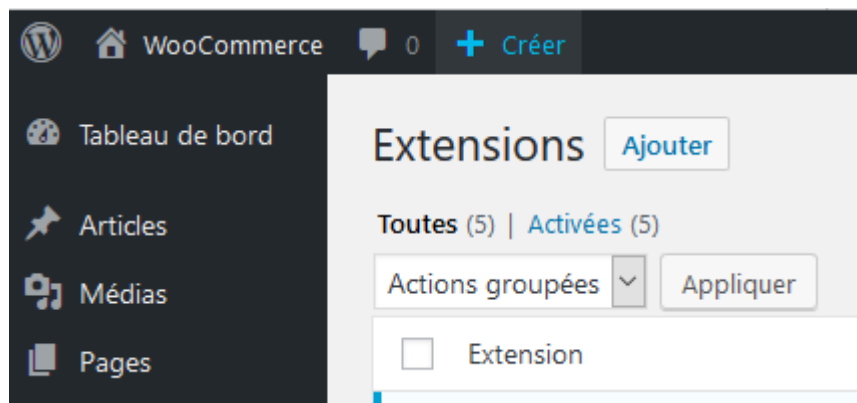 WooCommerce 0 + Créer
Tableau de bord
Extensions Ajouter
Articles
Toutes (5) | Activées (5)
Médias
Actions groupées Appliquer
Pages
Extension